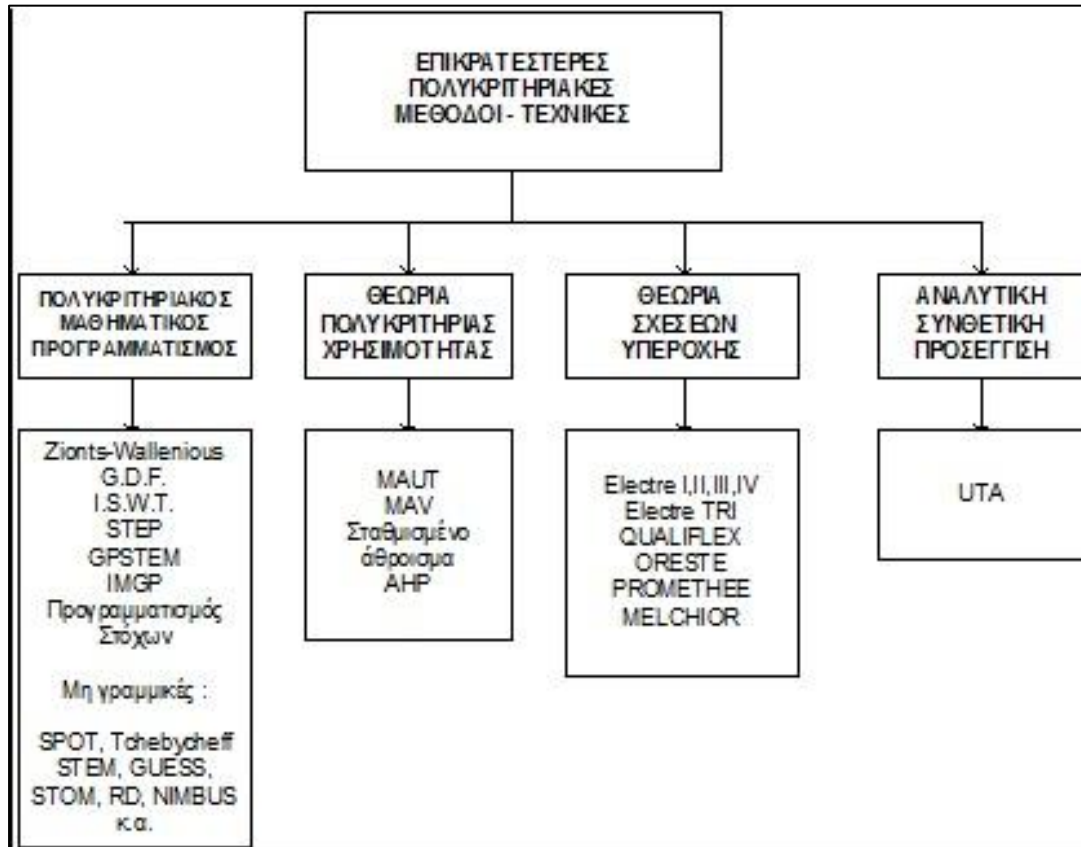 ΕΠΙΚΡΑΤΕΣΤΕΡΕΣ
ΠΟΛΥΚΡΙΤΗΡΙΑΚΕΣ
ΜΕΘΟΔΟΙ - ΤΕΧΝΙΚΕΣ
ΠΟΛΥΚΡΙΤΗΡΙΑΚΟΣ
ΜΑΘΗΜΑΤΙΚΟΣ
ΠΡΟΓΡΑΜΜΑΤΙΣΜΟΣ
ΘΕΩΡΙΑ
ΠΟΛΥΚΡΙΤΗΡΙΑΣ
ΧΡΗΣΙΜΟΤΗΤΑΣ
ΘΕΩΡΙΑ
ΣΧΕΣΕΩΝ
ΥΠΕΡΟΧΗΣ
ΑΝΑΛΥΤΙΚΗ
ΣΥΝΘΕΤΙΚΗ
ΠΡΟΣΕΓΓΙΣΗ
Zionts-Wallenious
G.D.F.
I.S.W.T.
STEP
GPSTEM
IMGP
Προγραμματισμός
Στόχων
Μη γραμμικές :
SPOT, Tchebycheff
STEM, GUESS,
STOM, RD, NIMBUS
κ.α.
MAUT
MAV
Σταθμισμένο
άθροισμα
AHP
Electre I,II,III,IV
Electre TRI
QUALIFLEX
ORESTE
PROMETHEE
MELCHIOR
UTA